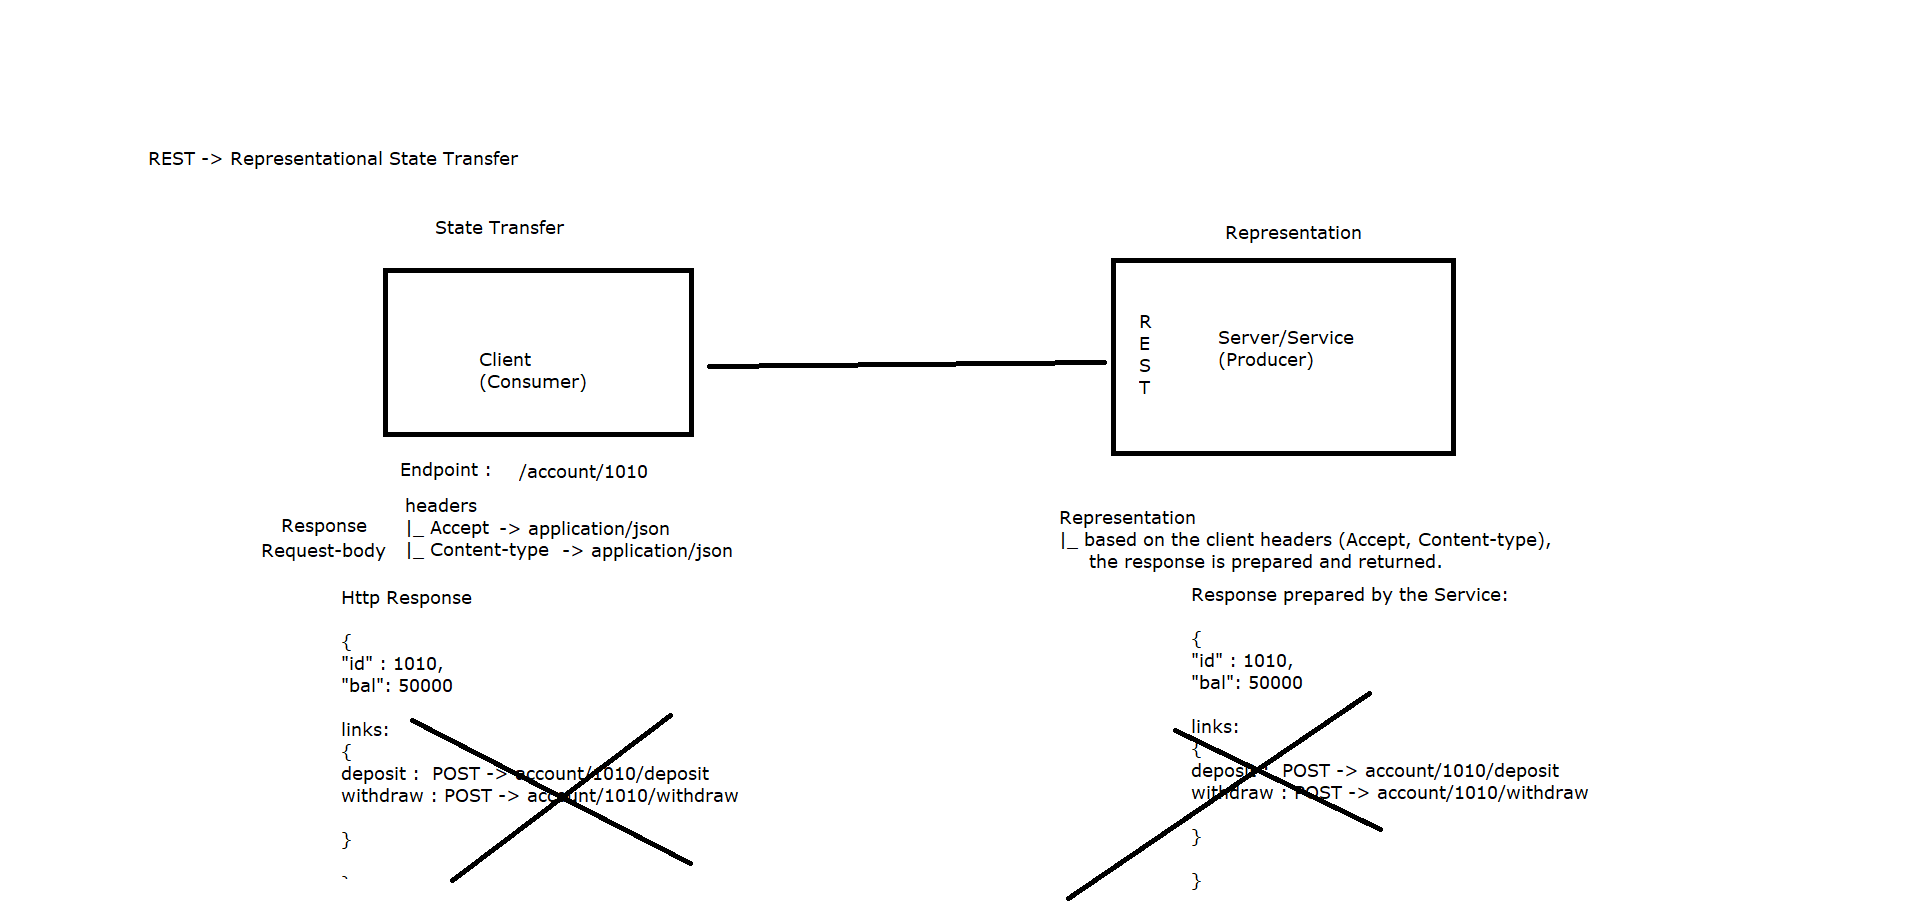 REST -> Representational State Transfer
State Transfer
Client
(Consumer)
Endpoint :    /account/1010
headers
Response |_ Accept -> application/json
Request-body |_ Content-type -> application/json
Http Response
{
"id" : 1010,
"bal": 50000
links:
{
deposit : POST -> account/1010/deposit
withdraw : POST -> account/1010/withdraw
}
Representation
R
E
S
T
Server/Service
(Producer)
Representation
|_ based on the client headers (Accept, Content-type),
the response is prepared and returned.
Response prepared by the Service:
{
"id" : 1010,
"bal": 50000
links:
{
deposit : POST -> account/1010/deposit
withdraw : POST -> account/1010/withdraw
}
}